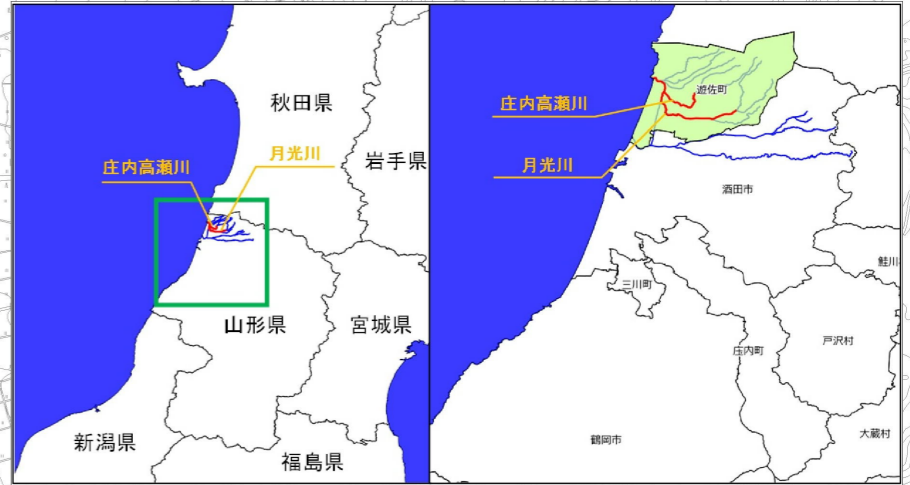 秋田県
岩手県
庄内高瀬川
月光川
山形県
宮城県
新潟県
福島県
遊佐町
庄内高瀬川
月光川
酒田市
鮭川
三川町
戸沢村
庄内町
鶴岡市
大蔵村